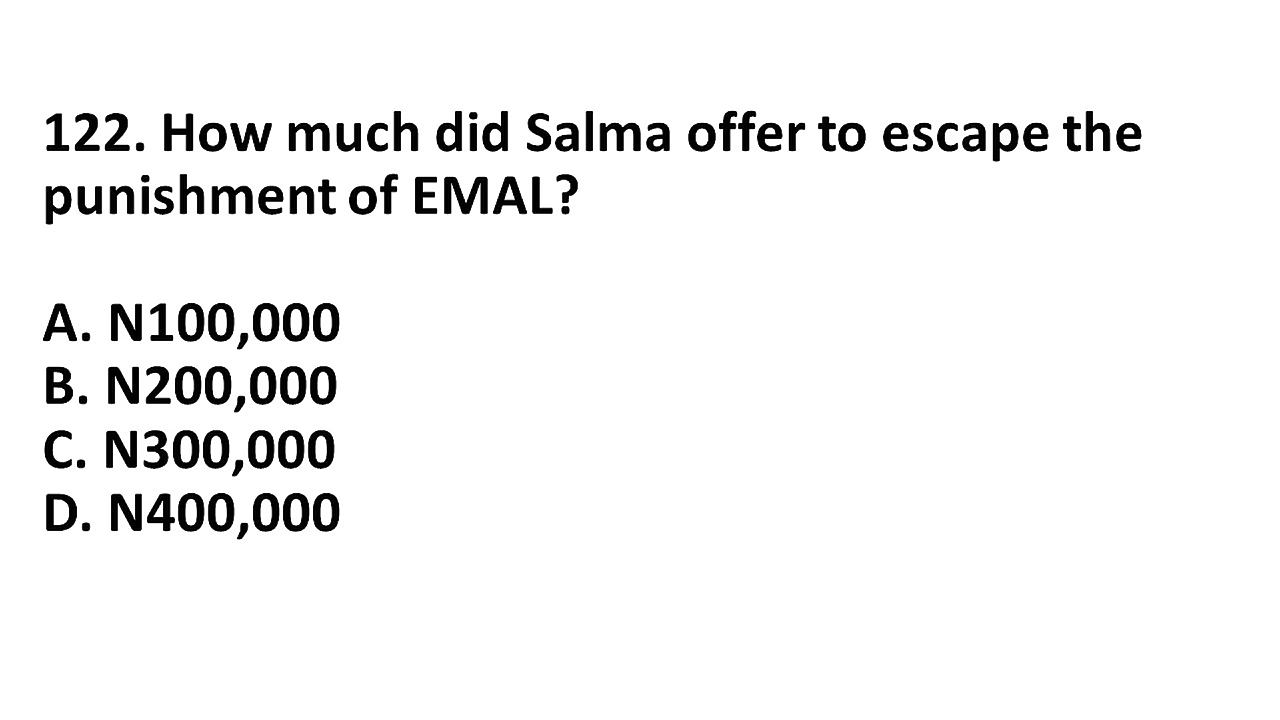 122. How much did Salma offer to escape the
punishment of EMAL?
A. N100,000
B. N200,000
C. N300,000
D. N400,000